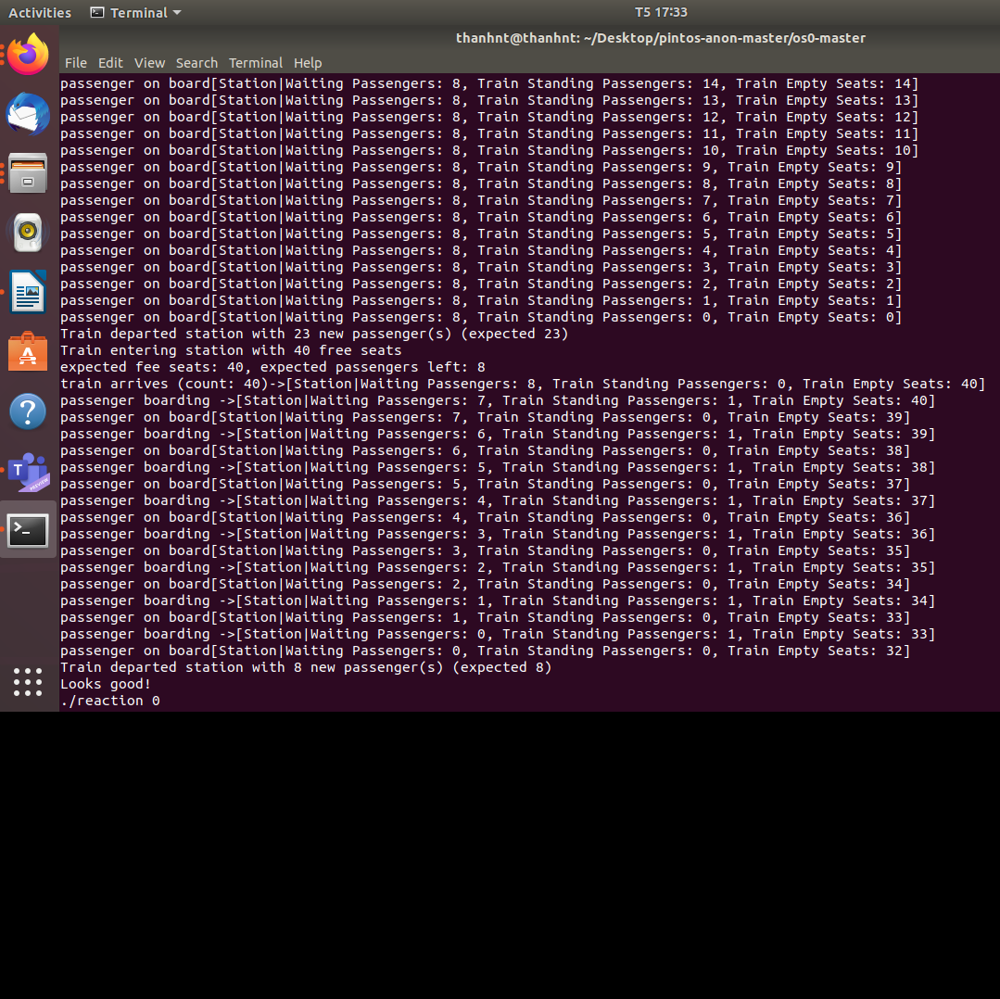 Activities Terminal T5 17:33
thanhnt@thanhnt: ~/Desktop/pintos-anon-master/os0-master
File Edit View Search Terminal Help
passenger on board[Station|Waiting Passengers: 8, Train Standing Passengers: 14, Train Empty Seats: 14]
passenger on board[Station|Waiting Passengers: 8, Train Standing Passengers: 13, Train Empty Seats: 13]
passenger on board[Station|Waiting Passengers: 8, Train Standing Passengers: 12, Train Empty Seats: 12]
passenger on board[Station|Waiting Passengers: 8, Train Standing Passengers: 11, Train Empty Seats: 11]
passenger on board[Station|Waiting Passengers: 8, Train Standing Passengers: 10, Train Empty Seats: 10]
passenger on board[Station|Waiting Passengers: 8, Train Standing Passengers: 9, Train Empty Seats: 9]
passenger on board[Station|Waiting Passengers: 8, Train Standing Passengers: 8, Train Empty Seats: 8]
passenger on board[Station|Waiting Passengers: 8, Train Standing Passengers: 7, Train Empty Seats: 7]
passenger on board[Station|Waiting Passengers: 8, Train Standing Passengers: 6, Train Empty Seats: 6]
passenger on board[Station|Waiting Passengers: 8, Train Standing Passengers: 5, Train Empty Seats: 5]
passenger on board[Station|Waiting Passengers: 8, Train Standing Passengers: 4, Train Empty Seats: 4]
passenger on board[Station|Waiting Passengers: 8, Train Standing Passengers: 3, Train Empty Seats: 3]
passenger on board[Station|Waiting Passengers: 8, Train Standing Passengers: 2, Train Empty Seats: 2]
passenger on board[Station|Waiting Passengers: 8, Train Standing Passengers: 1, Train Empty Seats: 1]
passenger on board[Station|Waiting Passengers: 8, Train Standing Passengers: 0, Train Empty Seats: 0]
Train departed station with 23 new passenger(s) (expected 23)
Train entering station with 40 free seats
expected fee seats: 40, expected passengers left: 8
train arrives (count: 40)->[Station|Waiting Passengers: 8, Train Standing Passengers: 0, Train Empty Seats: 40]
passenger boarding ->[Station|Waiting Passengers: 7, Train Standing Passengers: 1, Train Empty Seats: 40]
passenger on board[Station|Waiting Passengers: 7, Train Standing Passengers: 0, Train Empty Seats: 39]
passenger boarding ->[Station|Waiting Passengers: 6, Train Standing Passengers: 1, Train Empty Seats: 39]
passenger on board[Station|Waiting Passengers: 6, Train Standing Passengers: 0, Train Empty Seats: 38]
passenger boarding ->[Station|Waiting Passengers: 5, Train Standing Passengers: 1, Train Empty Seats: 38]
passenger on board[Station|Waiting Passengers: 5, Train Standing Passengers: 0, Train Empty Seats: 37]
passenger boarding ->[Station|Waiting Passengers: 4, Train Standing Passengers: 1, Train Empty Seats: 37]
passenger on board[Station|Waiting Passengers: 4, Train Standing Passengers: 0, Train Empty Seats: 36]
passenger boarding ->[Station|Waiting Passengers: 3, Train Standing Passengers: 1, Train Empty Seats: 36]
passenger on board[Station|Waiting Passengers: 3, Train Standing Passengers: 0, Train Empty Seats: 35]
passenger boarding ->[Station|Waiting Passengers: 2, Train Standing Passengers: 1, Train Empty Seats: 35]
passenger on board[Station|Waiting Passengers: 2, Train Standing Passengers: 0, Train Empty Seats: 34]
passenger boarding ->[Station|Waiting Passengers: 1, Train Standing Passengers: 1, Train Empty Seats: 34]
passenger on board[Station|Waiting Passengers: 1, Train Standing Passengers: 0, Train Empty Seats: 33]
passenger boarding ->[Station|Waiting Passengers: 0, Train Standing Passengers: 1, Train Empty Seats: 33]
passenger on board[Station|Waiting Passengers: 0, Train Standing Passengers: 0, Train Empty Seats: 32]
Train departed station with 8 new passenger(s) (expected 8)
Looks good!
./reaction 0